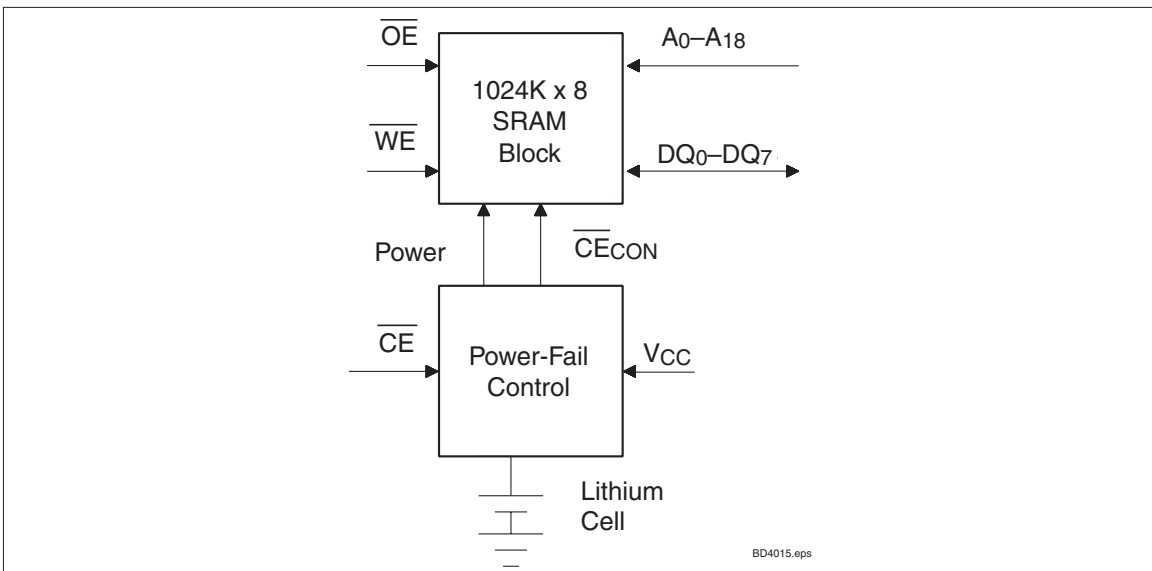 OE
A0–A18
1024K x 8
SRAM
Block
WE
DQ0–DQ7
Power
CECON
CE
Power-Fail
Control
VCC
Lithium
Cell
BD4015.eps